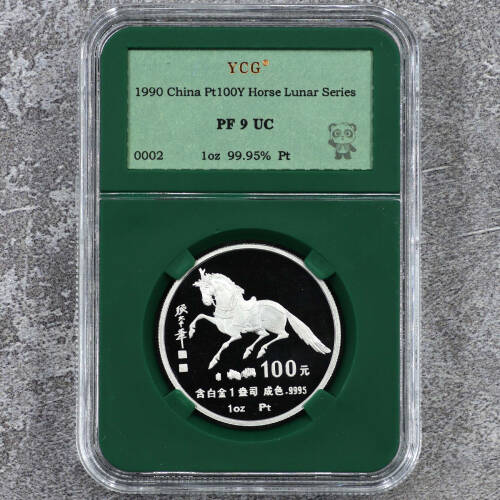 YCG®
1990 China Pt100Y Horse Lunar Series
PF 9 UC
0002 1oz 99.95% Pt
100元
含白金1盎司 成色.9995
1oz Pt